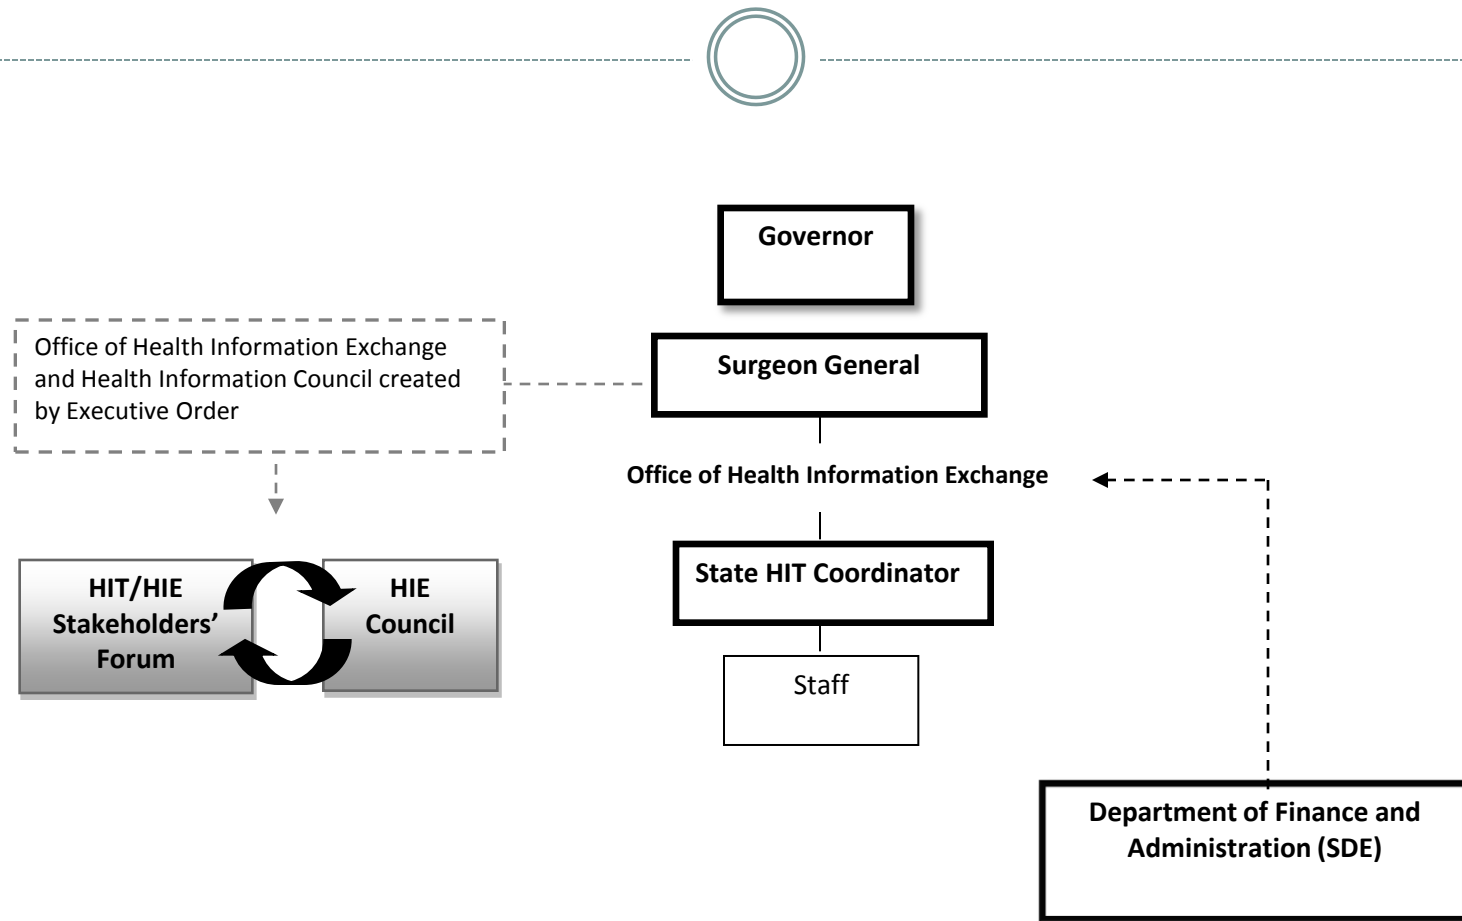 Governor
Surgeon General
Office of Health Information Exchange
and Health Information Council created
by Executive Order
Office of Health Information Exchange
HIT/HIE
Stakeholders’
Forum
HIE
Council
State HIT Coordinator
Staff
Department of Finance and
Administration (SDE)